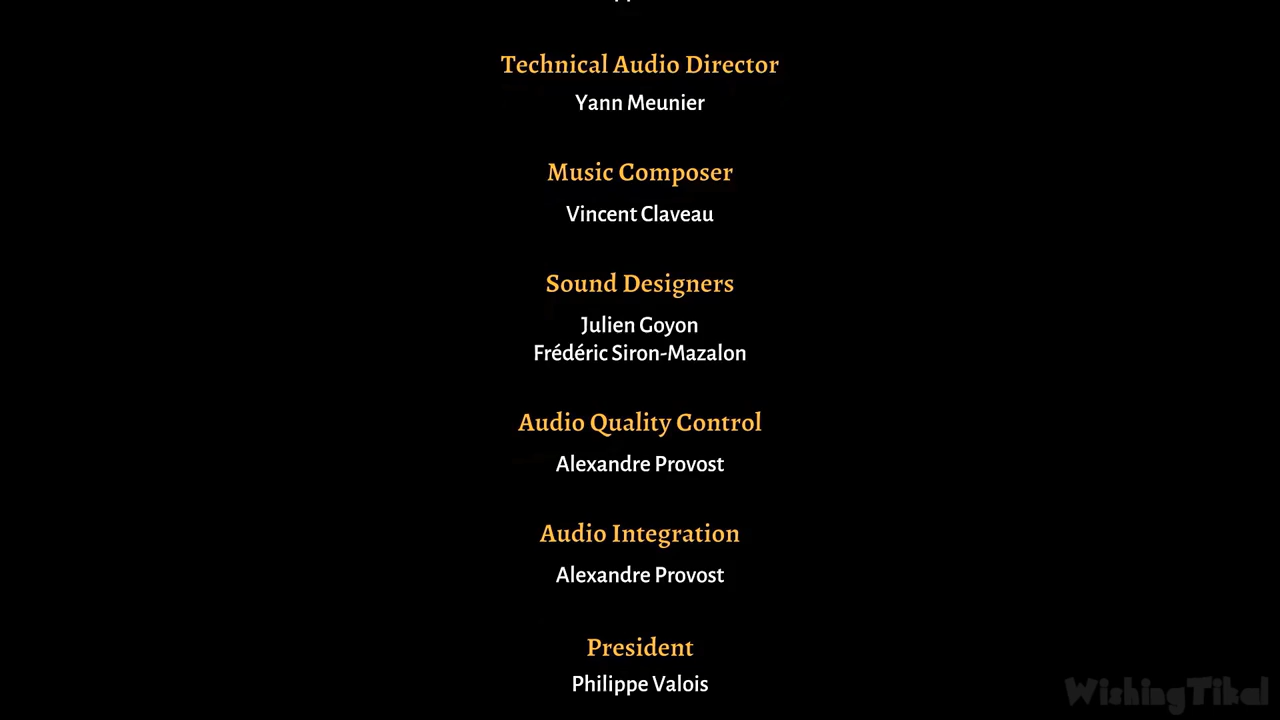 Technical Audio Director
Yann Meunier
Music Composer
Vincent Claveau
Sound Designers
Julien Goyon
Frédéric Siron-Mazalon
Audio Quality Control
Alexandre Provost
Audio Integration
Alexandre Provost
President
Philippe Valois
WishingTikal